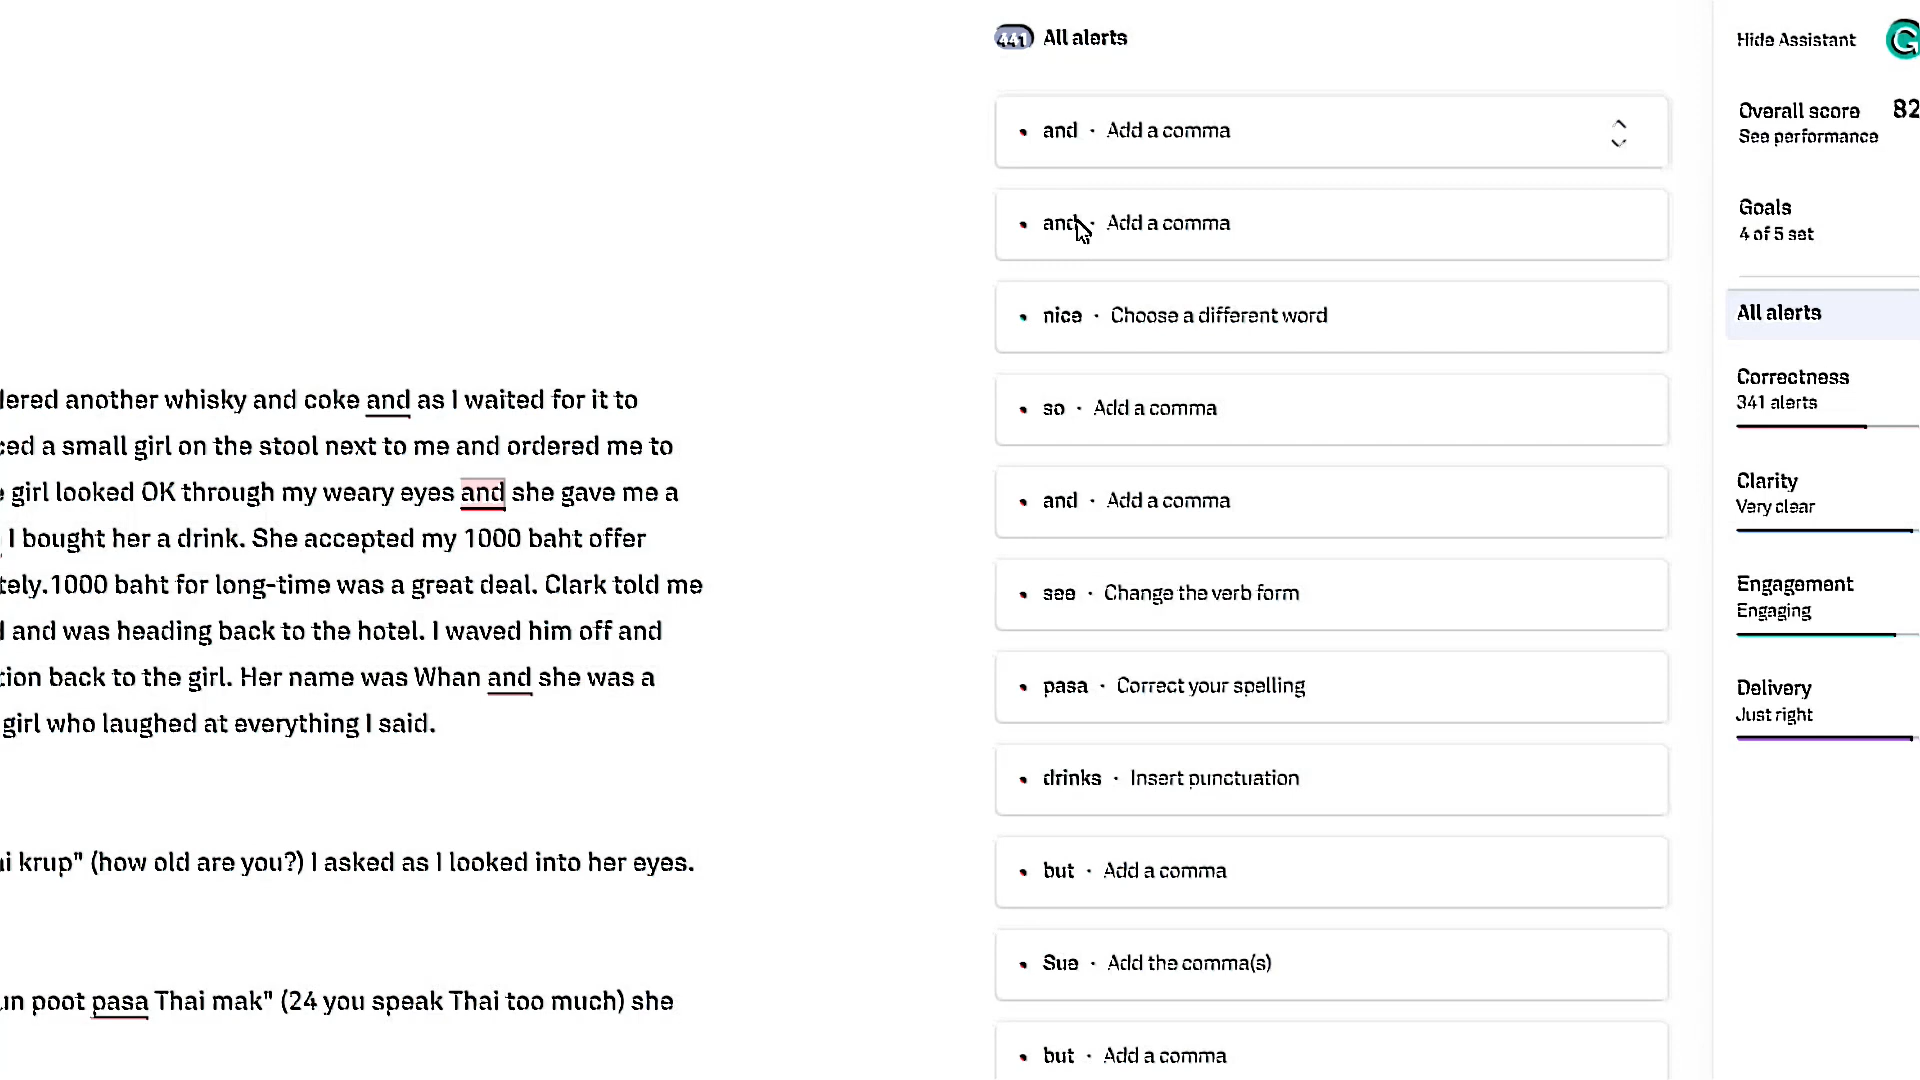 dered another whisky and coke and as I waited for it to
ced a small girl on the stool next to me and ordered me to
e girl looked OK through my weary eyes and she gave me a
I bought her a drink. She accepted my 1000 baht offer
tely.1000 baht for long-time was a great deal. Clark told me
d and was heading back to the hotel. I waved him off and
tion back to the girl. Her name was Whan and she was a
girl who laughed at everything I said.
ai krup" (how old are you?) I asked as I looked into her eyes.
un poot pasa Thai mak" (24 you speak Thai too much) she
441 All alerts
and · Add a comma
and · Add a comma
nice · Choose a different word
so · Add a comma
and · Add a comma
see · Change the verb form
pasa · Correct your spelling
drinks · Insert punctuation
but · Add a comma
Sue · Add the comma(s)
but · Add a comma
Hide Assistant
Overall score 82
See performance
Goals
4 of 5 set
All alerts
Correctness
341 alerts
Clarity
Very clear
Engagement
Engaging
Delivery
Just right